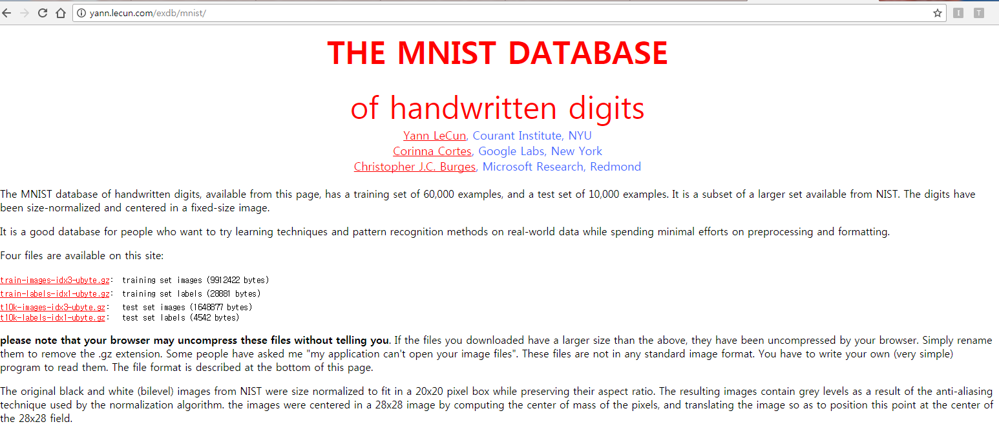 yann.lecun.com/exdb/mnist/
I T
THE MNIST DATABASE
of handwritten digits
Yann LeCun, Courant Institute, NYU
Corinna Cortes, Google Labs, New York
Christopher J.C. Burges, Microsoft Research, Redmond
The MNIST database of handwritten digits, available from this page, has a training set of 60,000 examples, and a test set of 10,000 examples. It is a subset of a larger set available from NIST. The digits have
been size-normalized and centered in a fixed-size image.
It is a good database for people who want to try learning techniques and pattern recognition methods on real-world data while spending minimal efforts on preprocessing and formatting.
Four files are available on this site:
train-images-idx3-ubyte.gz: training set images (9912422 bytes)
train-labels-idx1-ubyte.gz: training set labels (28881 bytes)
t10k-images-idx3-ubyte.gz: test set images (1648877 bytes)
t10k-labels-idx1-ubyte.gz: test set labels (4542 bytes)
please note that your browser may uncompress these files without telling you. If the files you downloaded have a larger size than the above, they have been uncompressed by your browser. Simply rename
them to remove the .gz extension. Some people have asked me "my application can't open your image files". These files are not in any standard image format. You have to write your own (very simple)
program to read them. The file format is described at the bottom of this page.
The original black and white (bilevel) images from NIST were size normalized to fit in a 20x20 pixel box while preserving their aspect ratio. The resulting images contain grey levels as a result of the anti-aliasing
technique used by the normalization algorithm. the images were centered in a 28x28 image by computing the center of mass of the pixels, and translating the image so as to position this point at the center of
the 28x28 field.